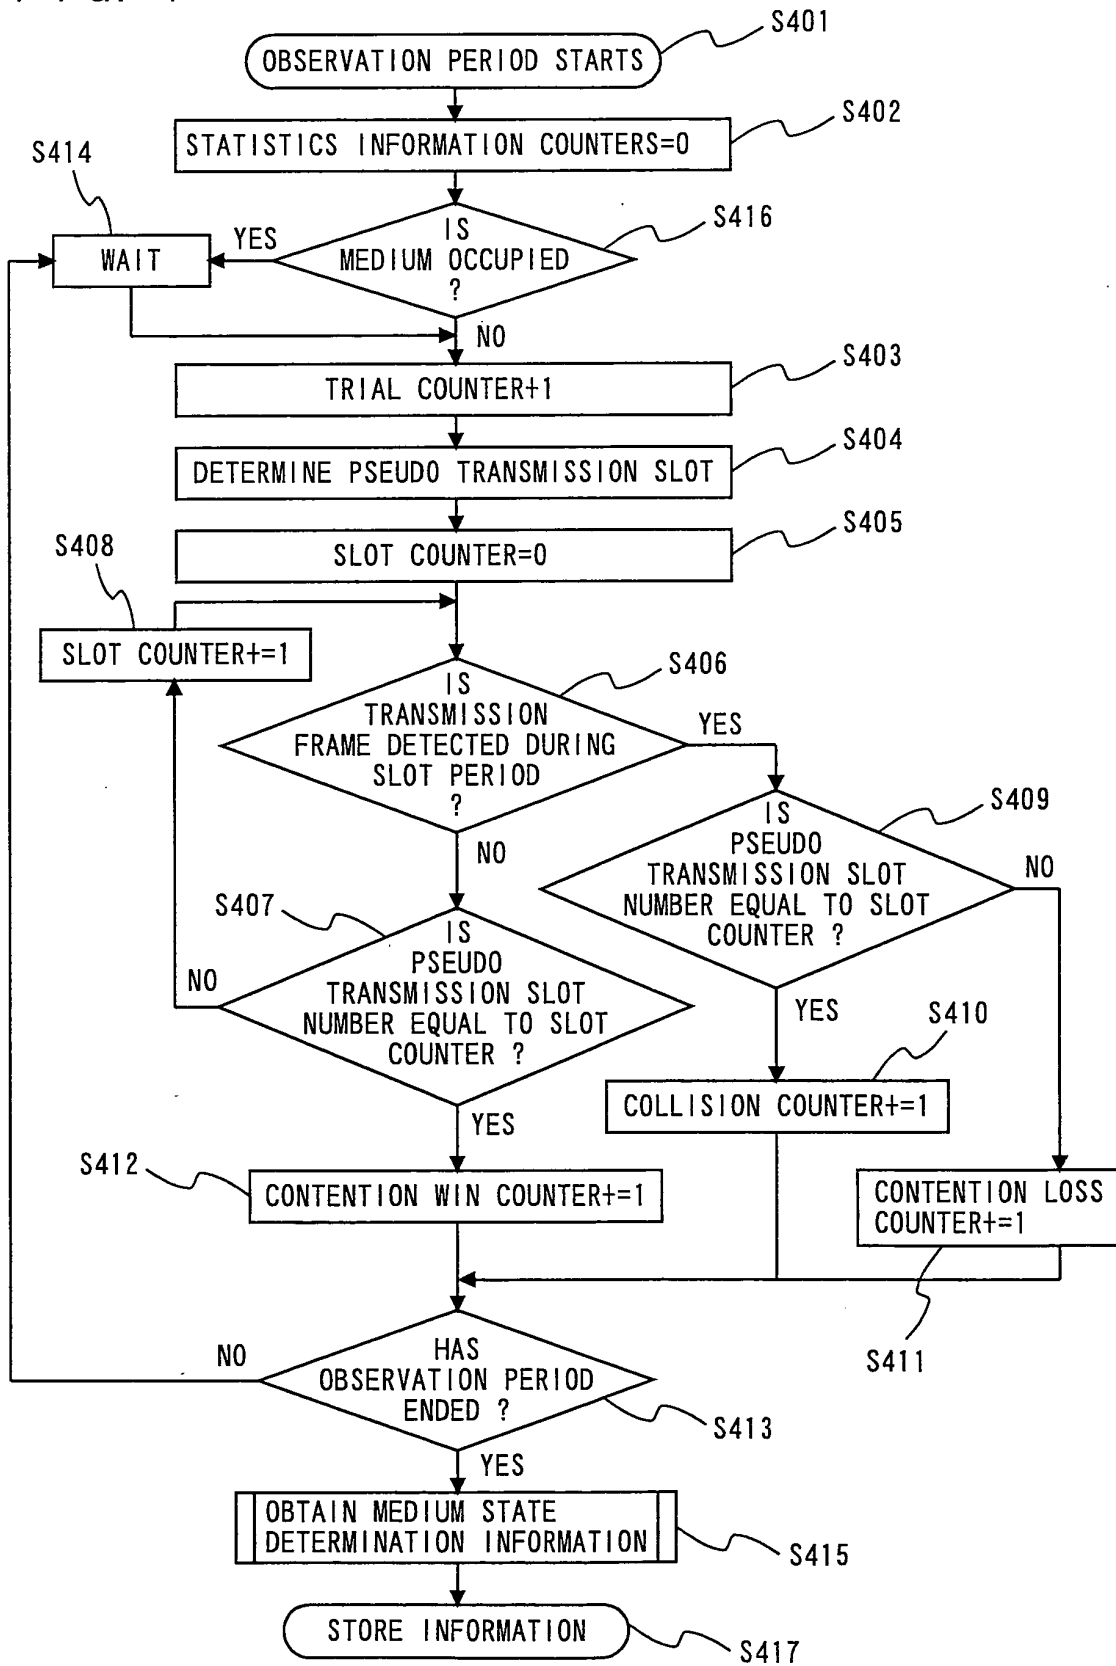 S401
OBSERVATION PERIOD STARTS
S402
STATISTICS INFORMATION COUNTERS=0
S414
S416
IS
MEDIUM OCCUPIED
?
YES
WAIT
NO
S403
TRIAL COUNTER+1
S404
DETERMINE PSEUDO TRANSMISSION SLOT
S405
SLOT COUNTER=0
S408
SLOT COUNTER+=1
S406
IS
TRANSMISSION
FRAME DETECTED DURING
SLOT PERIOD
?
YES
NO
S409
IS
PSEUDO
TRANSMISSION SLOT
NUMBER EQUAL TO SLOT
COUNTER ?
NO
YES
S407
IS
PSEUDO
TRANSMISSION SLOT
NUMBER EQUAL TO SLOT
COUNTER ?
NO
YES
S410
COLLISION COUNTER+=1
S412
CONTENTION WIN COUNTER+=1
CONTENTION LOSS
COUNTER+=1
S411
HAS
OBSERVATION PERIOD
ENDED ?
NO
S413
YES
OBTAIN MEDIUM STATE
DETERMINATION INFORMATION
S415
STORE INFORMATION
S417